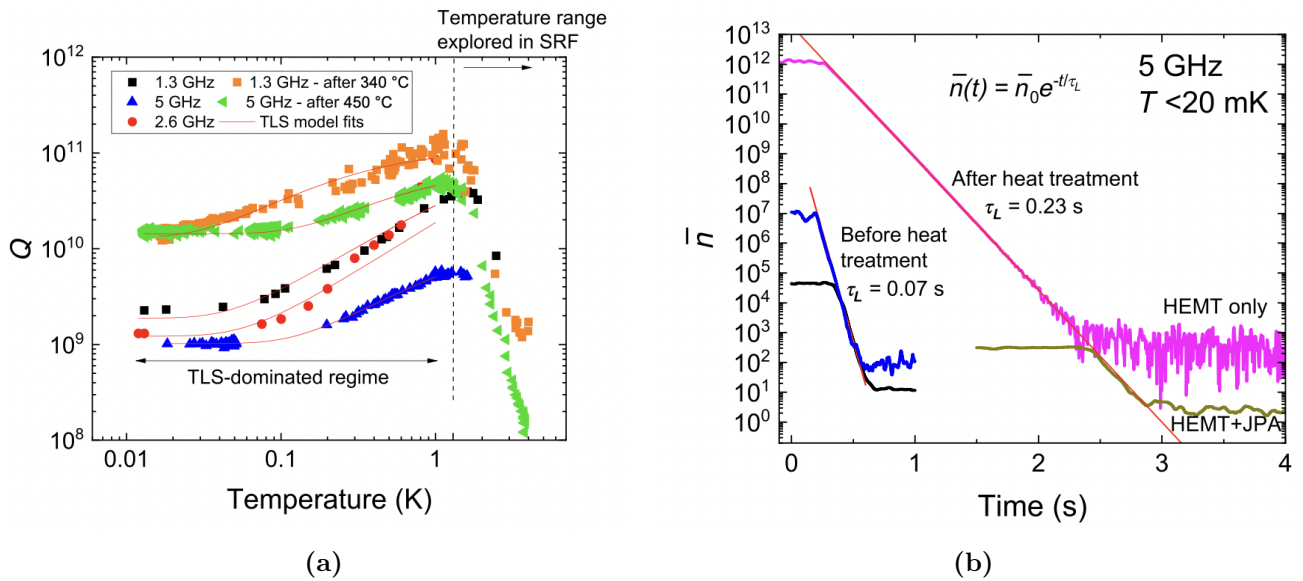 Temperature range
explored in SRF
10^12
10^11
10^10
10^9
10^8
Q
1.3 GHz
1.3 GHz - after 340 °C
5 GHz
5 GHz - after 450 °C
2.6 GHz
TLS model fits
TLS-dominated regime
0.01
0.1
1
Temperature (K)
(a)
10^13
10^12
10^11
10^10
10^9
10^8
10^7
10^6
10^5
10^4
10^3
10^2
10^1
10^0
n̅
n̅(t) = n̅₀e^{-t/τ_L}
5 GHz
T <20 mK
After heat treatment
τ_L = 0.23 s
Before heat
treatment
τ_L = 0.07 s
HEMT only
HEMT+JPA
0
1
2
3
4
Time (s)
(b)